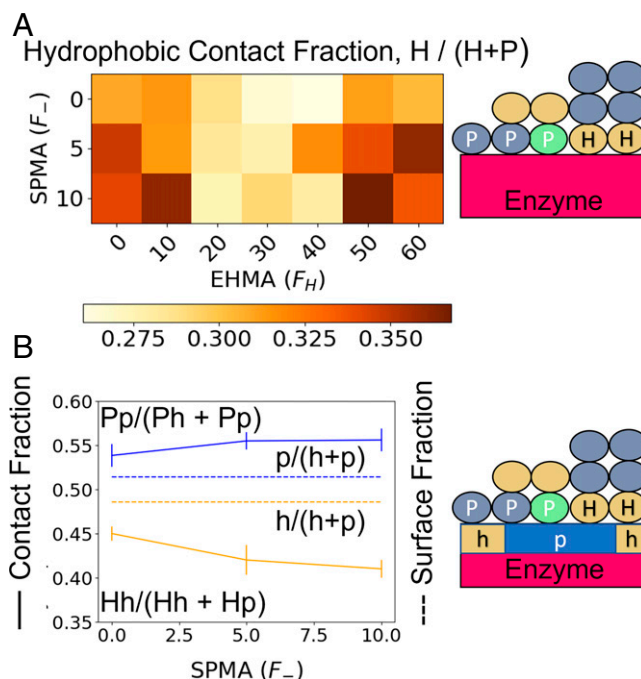 A
Hydrophobic Contact Fraction, H / (H+P)
SPMA (F₋)
0
5
10
0 10 20 30 40 50 60
EHMA (F_H)
0.275 0.300 0.325 0.350
P P P H H
Enzyme
B
Contact Fraction
0.60
0.55
0.50
0.45
0.40
0.35
Pp/(Ph + Pp)
p/(h+p)
h/(h+p)
Hh/(Hh + Hp)
0.0 2.5 5.0 7.5 10.0
SPMA (F₋)
Surface Fraction
P P P H H
h p h
Enzyme